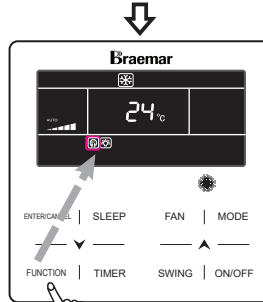 Braemar
AUTO
24°C
ENTER/CANCEL SLEEP FAN MODE
FUNCTION TIMER SWING ON/OFF